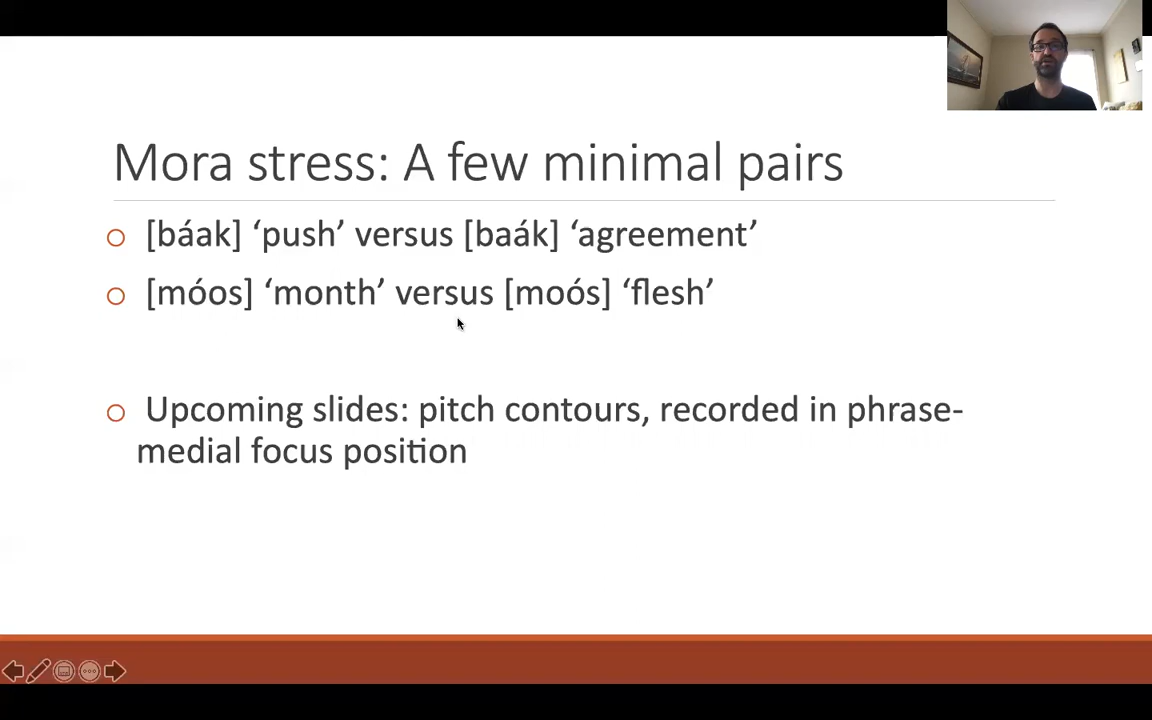 Mora stress: A few minimal pairs
[báak] ‘push’ versus [baák] ‘agreement’
[móos] ‘month’ versus [moós] ‘flesh’
Upcoming slides: pitch contours, recorded in phrase-
medial focus position